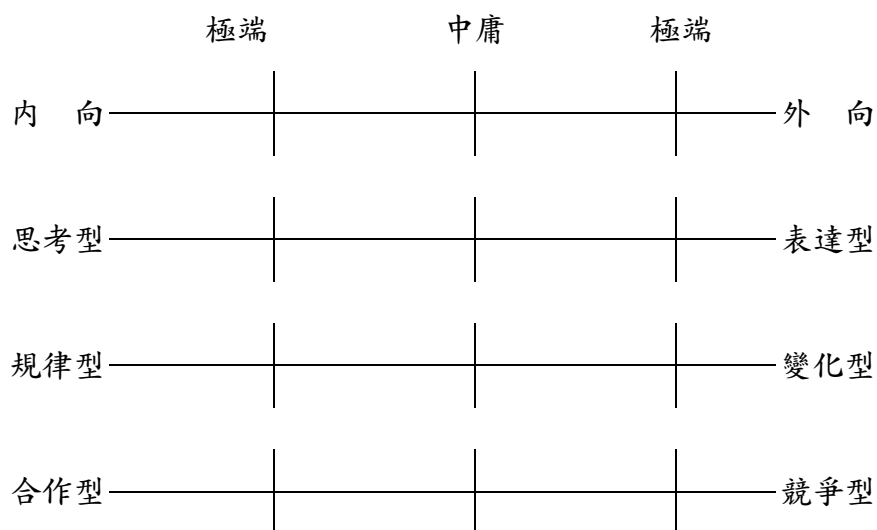 極端 中庸 極端
內 向 外 向
思考型 表達型
規律型 變化型
合作型 競爭型